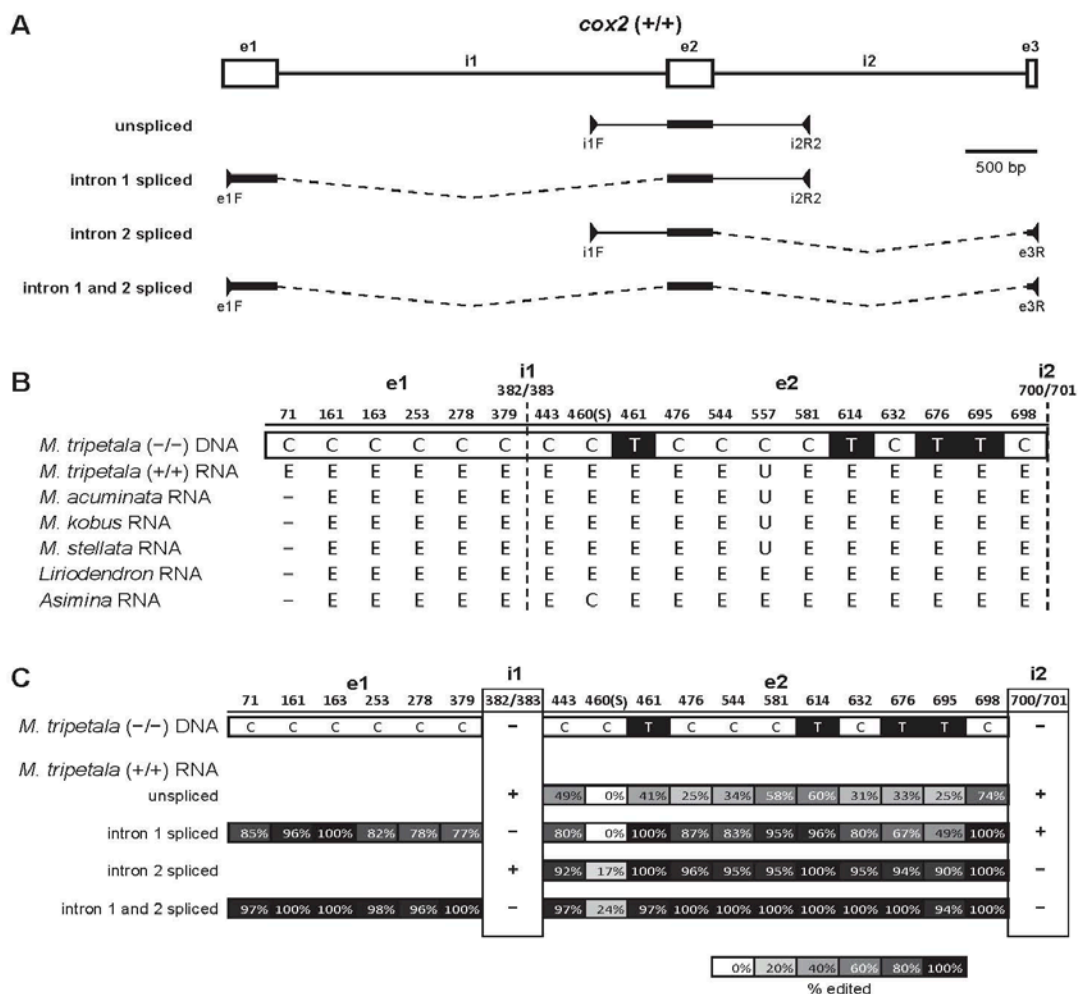 A
cox2 (+/+)
e1 i1 e2 i2 e3
unspliced
i1F i2R2
500 bp
intron 1 spliced
e1F i2R2
intron 2 spliced
i1F e3R
intron 1 and 2 spliced
e1F e3R
B
e1 i1 e2 i2
382/383 700/701
71 161 163 253 278 379 443 460(S) 461 476 544 557 581 614 632 676 695 698
M. tripetala (−/−) DNA C C C C C C C C T C C C C T C T T C
M. tripetala (+/+) RNA E E E E E E E E E E E U E E E E E E
M. acuminata RNA – E E E E E E E E E E U E E E E E E
M. kobus RNA – E E E E E E E E E E U E E E E E E
M. stellata RNA – E E E E E E E E E E U E E E E E E
Liriodendron RNA – E E E E E E E E E E E E E E E E E
Asimina RNA – E E E E E E C E E E E E E E E E E
C
e1 i1 e2 i2
71 161 163 253 278 379 382/383 443 460(S) 461 476 544 581 614 632 676 695 698 700/701
M. tripetala (−/−) DNA C C C C C C − C C T C C C T C T T C −
M. tripetala (+/+) RNA
unspliced + 49% 0% 41% 25% 34% 58% 60% 31% 33% 25% 74% +
intron 1 spliced 85% 96% 100% 82% 78% 77% − 80% 0% 100% 87% 83% 95% 96% 80% 67% 49% 100% +
intron 2 spliced + 92% 17% 100% 96% 95% 95% 100% 95% 94% 90% 100% −
intron 1 and 2 spliced 97% 100% 100% 98% 96% 100% − 97% 24% 97% 100% 100% 100% 100% 100% 100% 94% 100% −
0% 20% 40% 60% 80% 100%
% edited